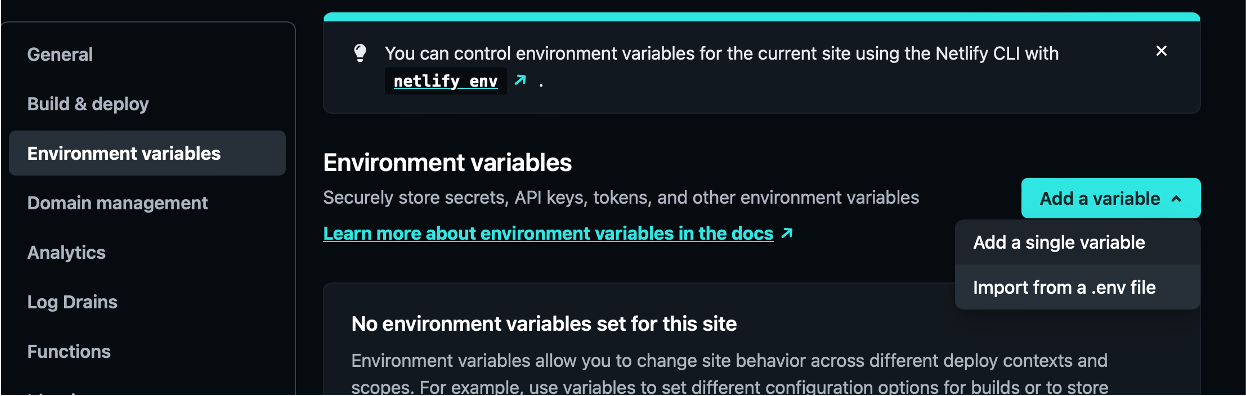 General
Build & deploy
Environment variables
Domain management
Analytics
Log Drains
Functions
You can control environment variables for the current site using the Netlify CLI with
netlify env ↗ .
Environment variables
Securely store secrets, API keys, tokens, and other environment variables
Learn more about environment variables in the docs ↗
Add a variable
Add a single variable
Import from a .env file
No environment variables set for this site
Environment variables allow you to change site behavior across different deploy contexts and
scopes. For example, use variables to set different configuration options for builds or to store